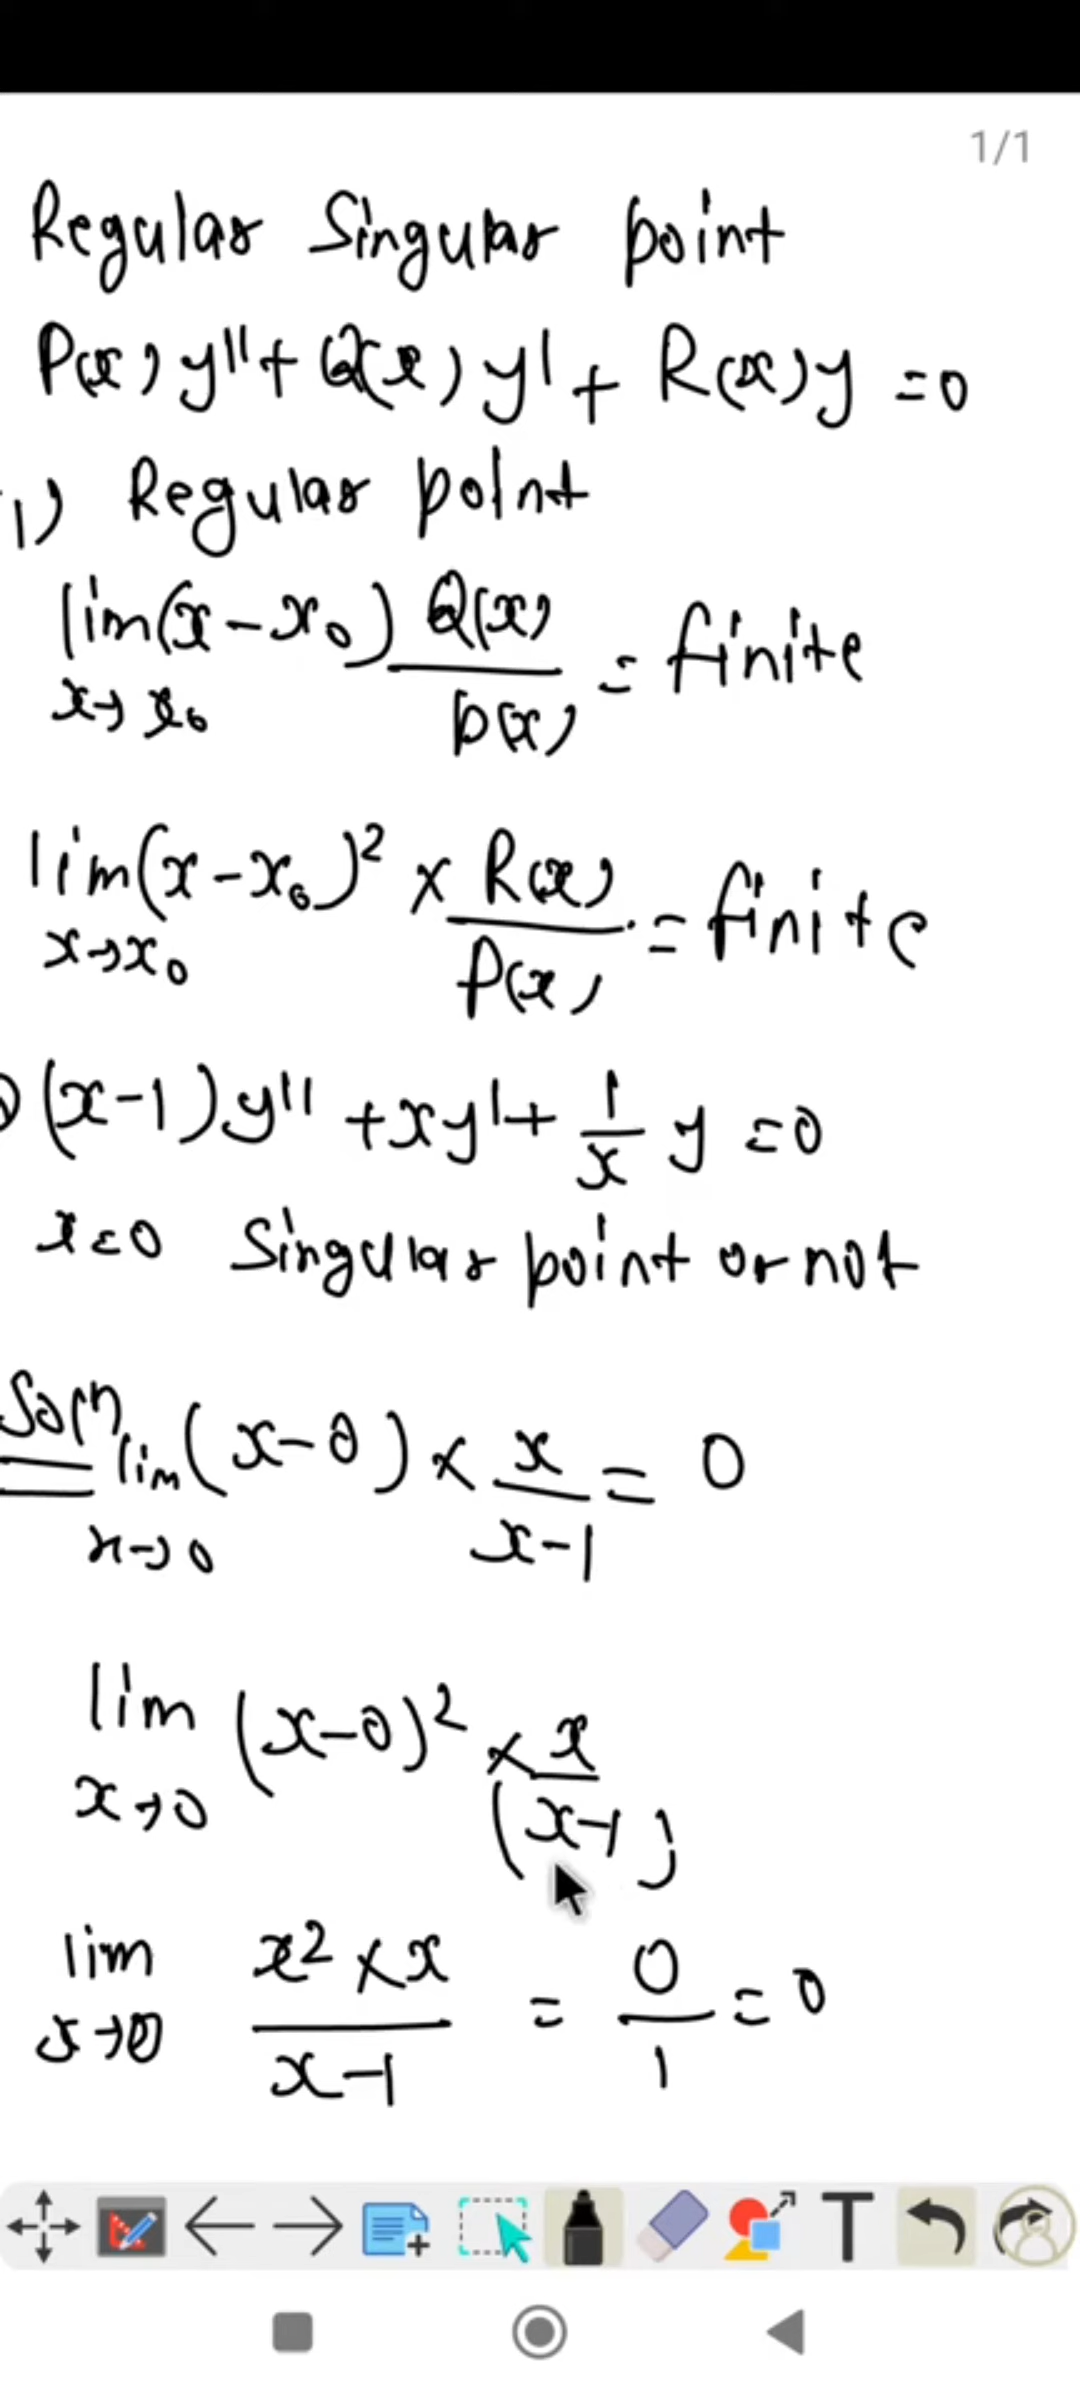 1/1
Regular Singular point
P(x) y'' + Q(x) y' + R(x) y = 0
1) Regular point
lim(x-x₀) Q(x)/p(x) = finite
x→x₀
lim(x-x₀)² × R(x)/P(x) = finite
x→x₀
(x-1)y'' + xy' + 1/x y = 0
x=0 Singular point or not
Soln lim (x-0) × x/x-1 = 0
x→0
lim (x-0)² × x/(x-1)
x→0
lim x² × x/x-1 = 0/1 = 0
x→0
T